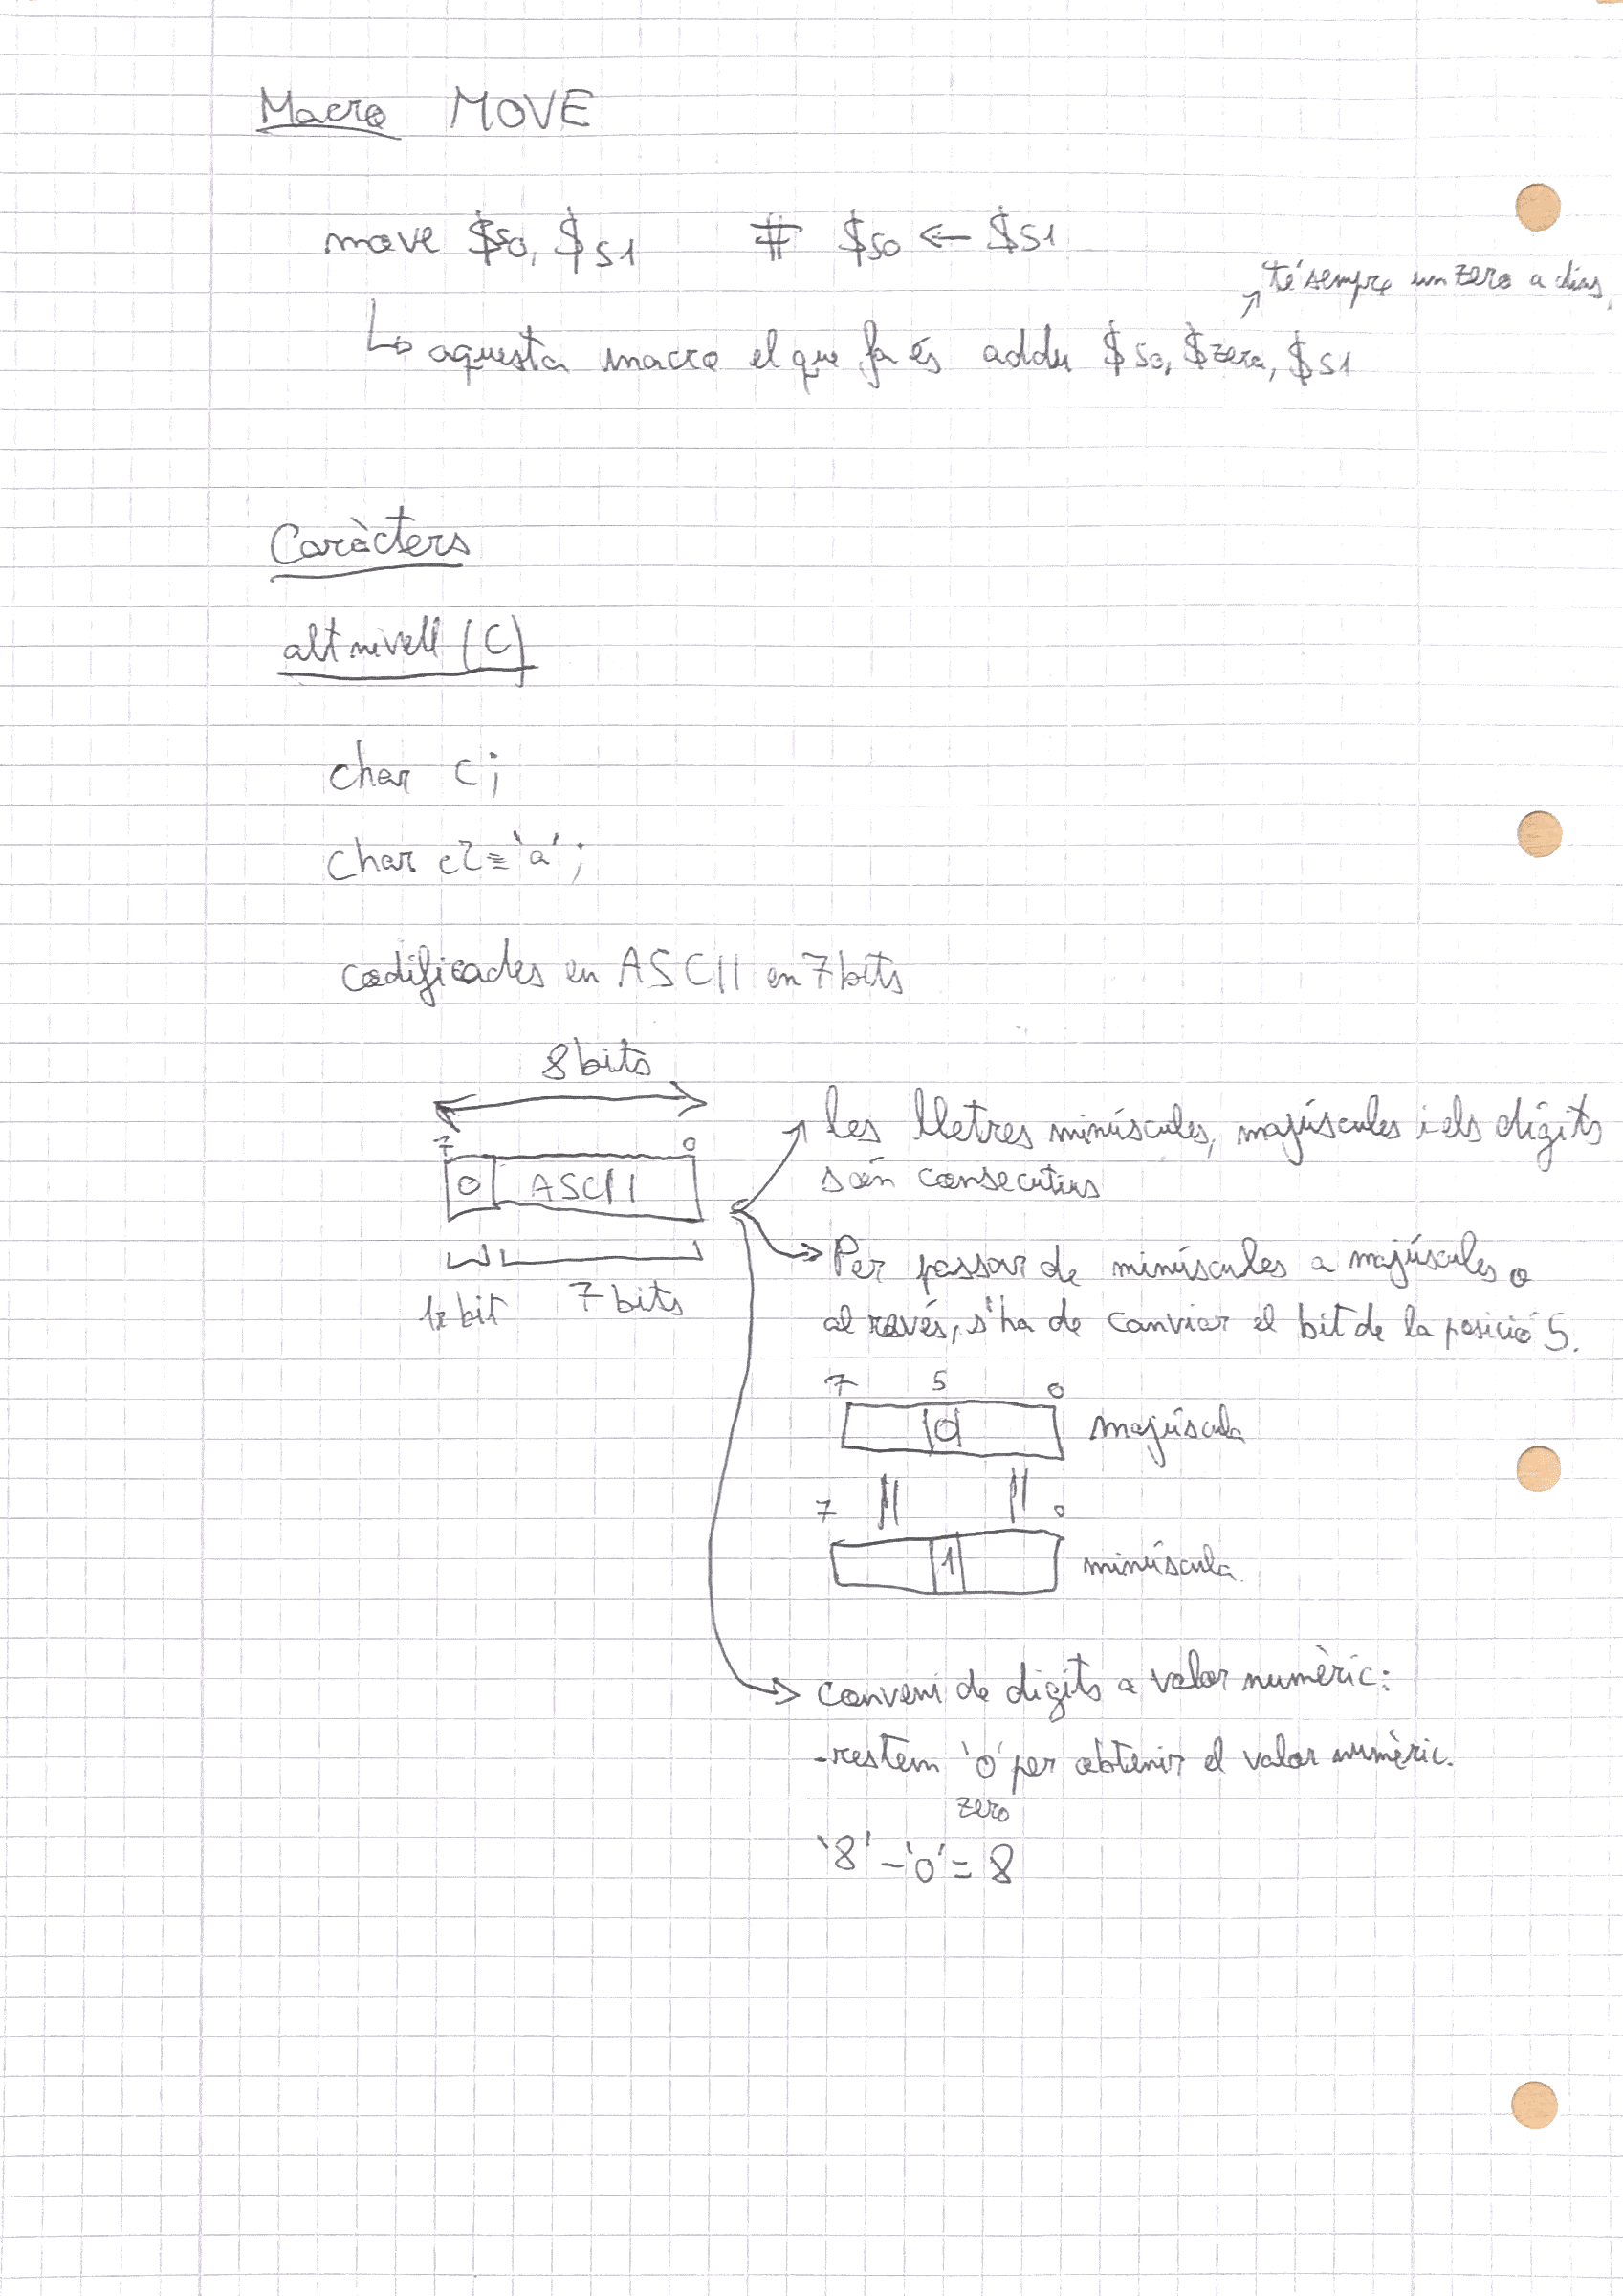 Macro MOVE
move $s0, $s1 # $s0 ← $s1
té sempre un zero a dins.
↳ aquesta macro el que fa és addu $s0, $zero, $s1
Caràcters
alt nivell (C)
char c;
char c2='a';
codificades en ASCII en 7 bits
8 bits
7 0
0 ASCII
1r bit 7 bits
les lletres minúscules, majúscules i els dígits
són consecutius
Per passar de minúscules a majúscules o
al revés, s'ha de canviar el bit de la posició 5.
7 5 0
0 majúscula
7 0
1 minúscula
conveni de dígits a valor numèric:
-restem '0' per obtenir el valor numèric.
zero
'8'-'0'=8